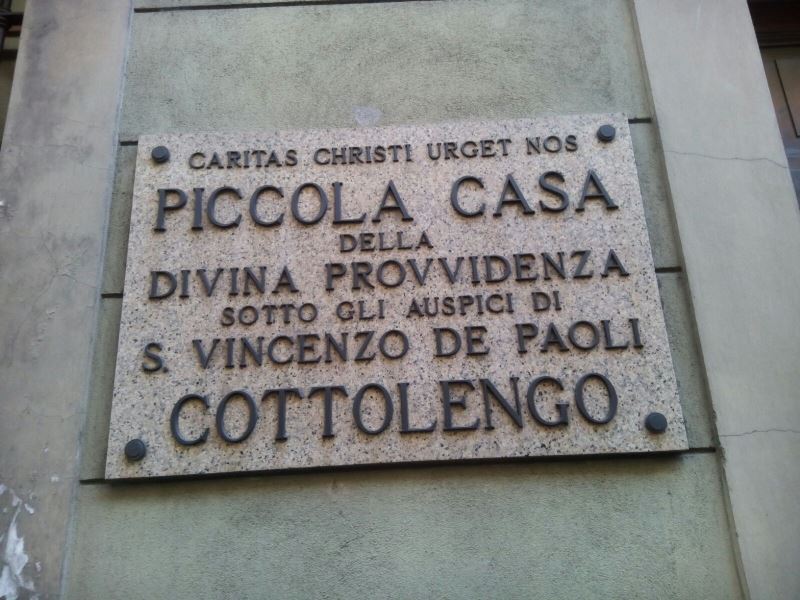 CARITAS CHRISTI URGET NOS
PICCOLA CASA
DELLA
DIVINA PROVVIDENZA
SOTTO GLI AUSPICI DI
S. VINCENZO DE PAOLI
COTTOLENGO